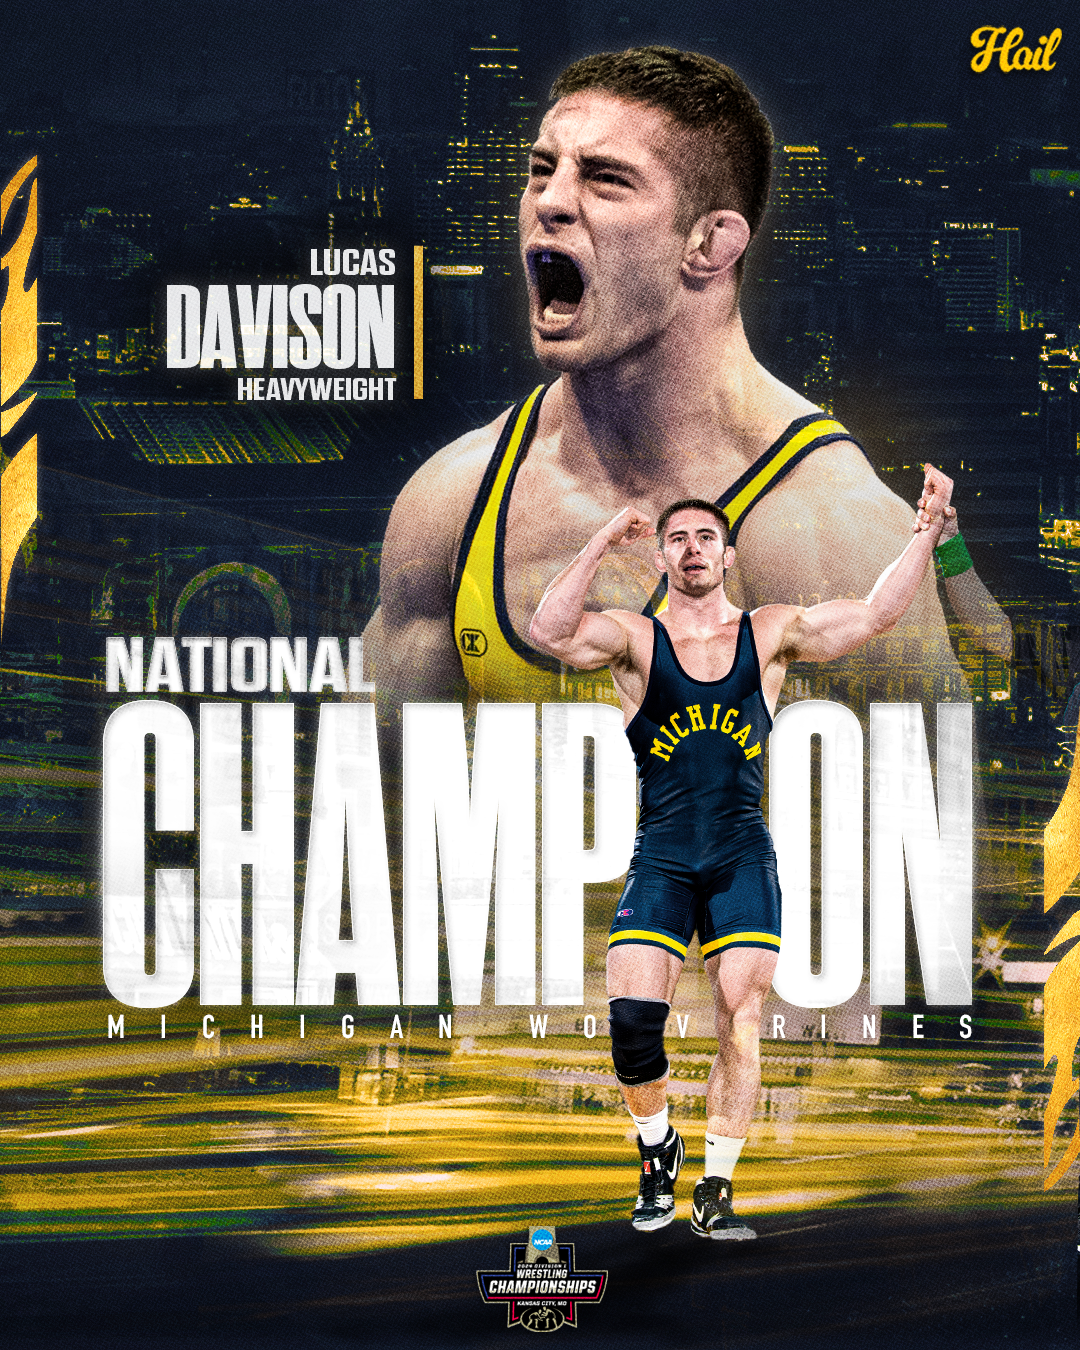 Hail
LUCAS
DAVISON
HEAVYWEIGHT
NATIONAL
CHAMPION
MICHIGAN
MICHIGAN WOLVERINES
NCAA
2024 DIVISION I
WRESTLING
CHAMPIONSHIPS
KANSAS CITY, MO